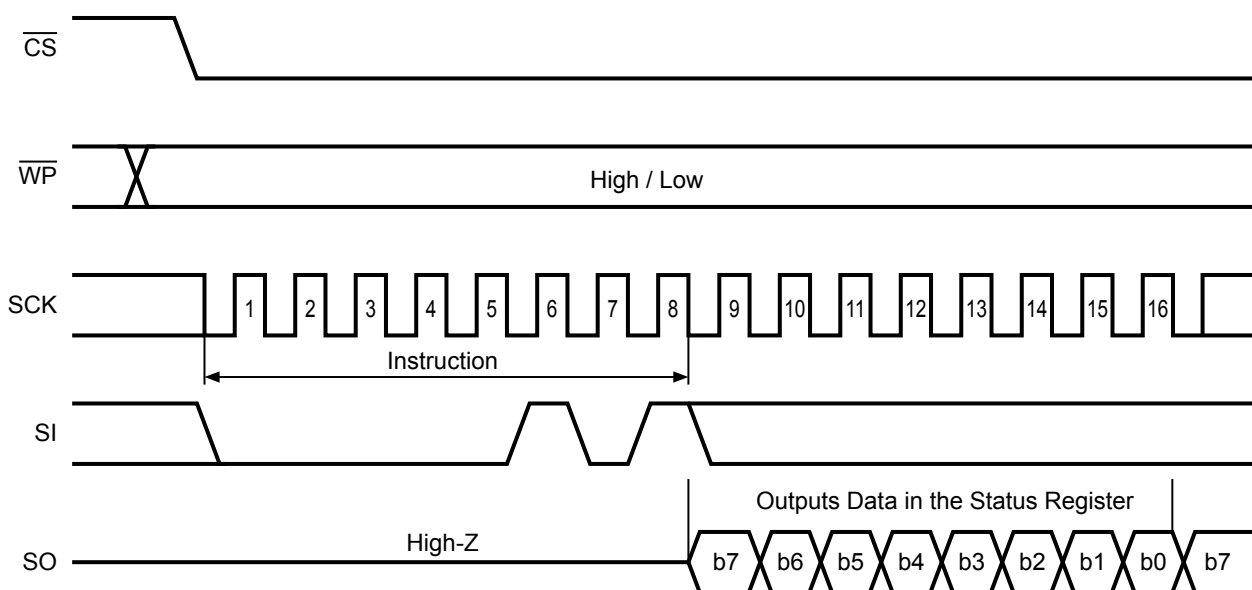 CS
WP
High / Low
SCK
1 2 3 4 5 6 7 8 9 10 11 12 13 14 15 16
Instruction
SI
Outputs Data in the Status Register
SO
High-Z
b7 b6 b5 b4 b3 b2 b1 b0 b7